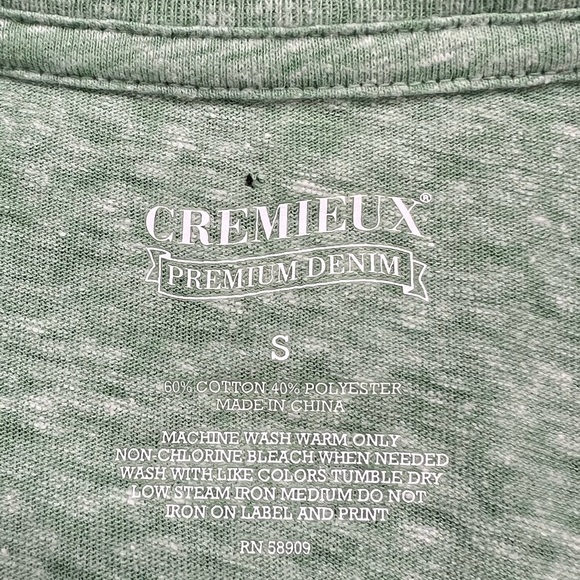 CREMIEUX®
PREMIUM DENIM
S
60% COTTON 40% POLYESTER
MADE IN CHINA
MACHINE WASH WARM ONLY
NON-CHLORINE BLEACH WHEN NEEDED
WASH WITH LIKE COLORS TUMBLE DRY
LOW STEAM IRON MEDIUM DO NOT
IRON ON LABEL AND PRINT
RN 58909